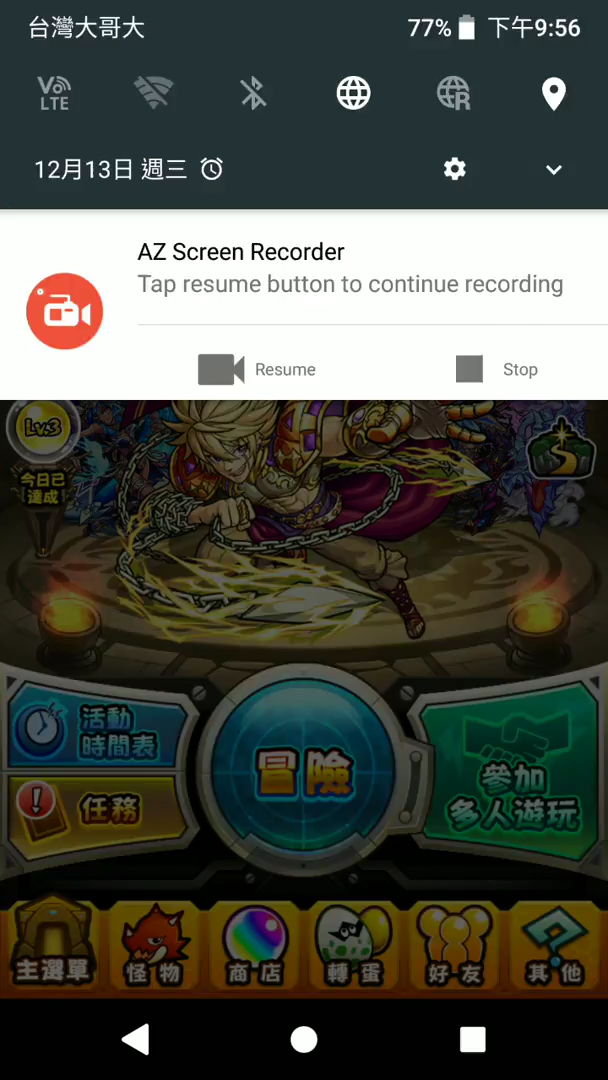 台灣大哥大
77% 下午9:56
Vo
LTE
R
12月13日 週三
AZ Screen Recorder
Tap resume button to continue recording
Resume
Stop
Lv.3
今日已
達成
活動
時間表
冒險
參加
多人遊玩
任務
主選單
怪物
商店
轉蛋
好友
其他